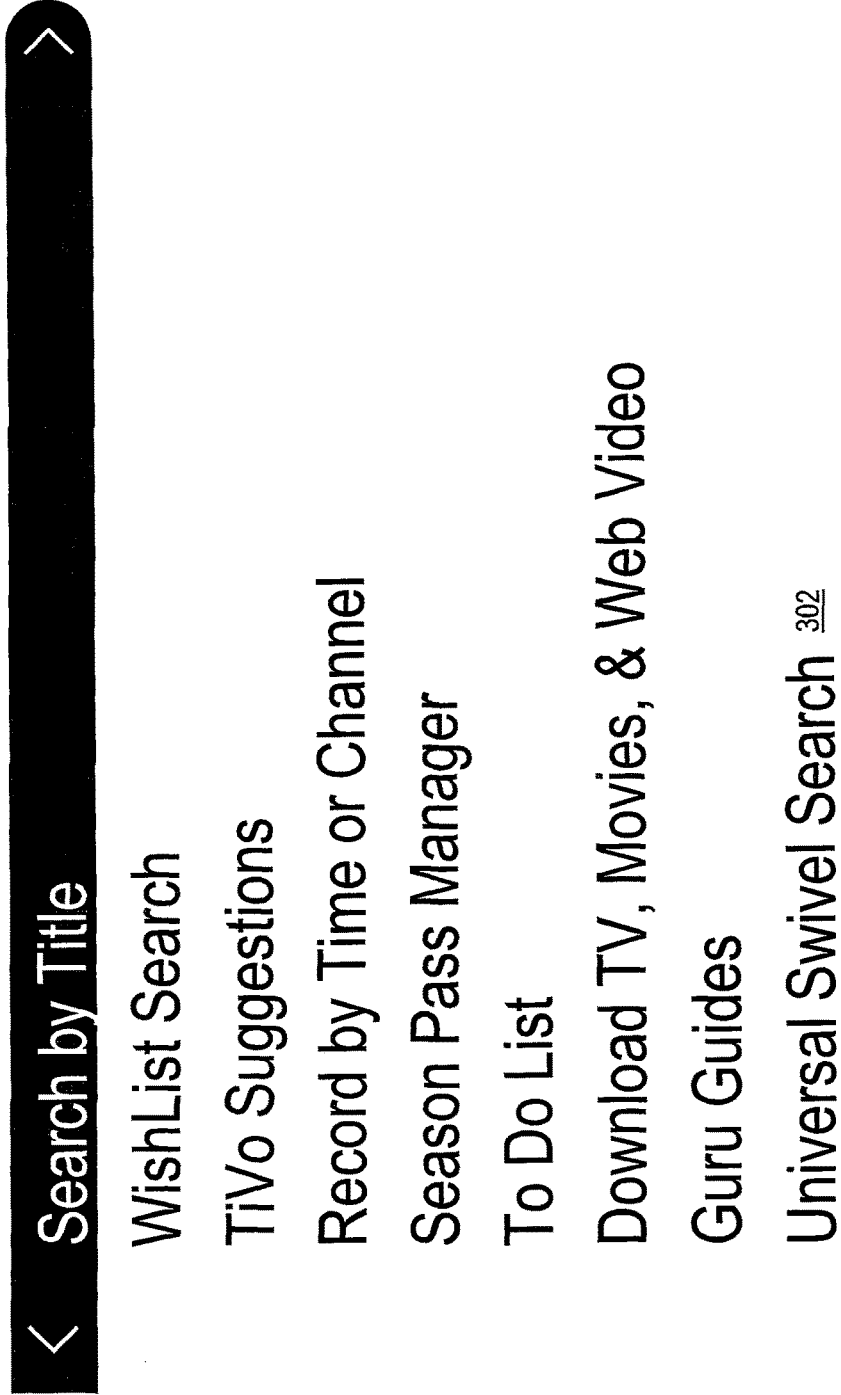 Search by Title
WishList Search
TiVo Suggestions
Record by Time or Channel
Season Pass Manager
To Do List
Download TV, Movies, & Web Video
Guru Guides
Universal Swivel Search 302